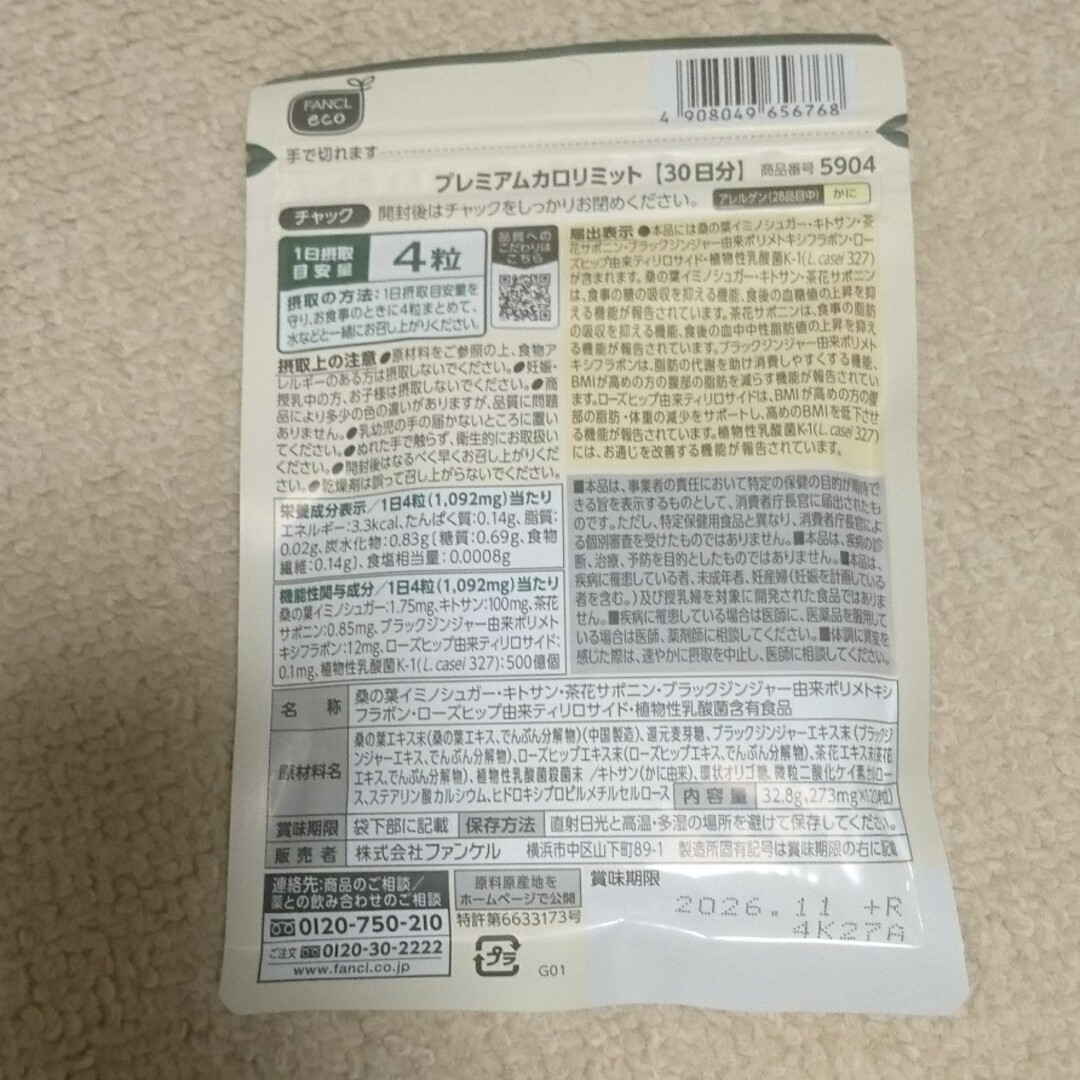 FANCL
eco
4 908049 656768
手で切れます
プレミアムカロリミット【30日分】 商品番号 5904
チャック 開封後はチャックをしっかりお閉めください。
アレルゲン(28品目中) かに
1日摂取
目安量
4粒
摂取の方法:1日摂取目安量を
守り、お食事のときに4粒まとめて、
水などと一緒にお召し上がりください。
品質への
こだわりは
こちら
摂取上の注意 ●原材料をご参照の上、食物ア
レルギーのある方は摂取しないでください。●妊娠・
授乳中の方、お子様は摂取しないでください。●商
品により多少の色の違いがありますが、品質に問題
ありません。●乳幼児の手の届かないところに置い
てください。●ぬれた手で触らず、衛生的にお取扱い
ください。●開封後はなるべく早くお召し上がりくだ
さい。●乾燥剤は誤って召し上がらないでください。
届出表示 ●本品には桑の葉イミノシュガー・キトサン・茶
花サポニン・ブラックジンジャー由来ポリメトキシフラボン・ロー
ズヒップ由来ティリロサイド・植物性乳酸菌K-1(L. casei 327)
が含まれます。桑の葉イミノシュガー・キトサン・茶花サポニン
は、食事の糖の吸収を抑える機能、食後の血糖値の上昇を抑
える機能が報告されています。茶花サポニンは、食事の脂肪
の吸収を抑える機能、食後の血中中性脂肪値の上昇を抑え
る機能が報告されています。ブラックジンジャー由来ポリメト
キシフラボンは、脂肪の代謝を助け消費しやすくする機能、
BMIが高めの方の腹部の脂肪を減らす機能が報告されてい
ます。ローズヒップ由来ティリロサイドは、BMIが高めの方の腹
部の脂肪・体重の減少をサポートし、高めのBMIを低下させ
る機能が報告されています。植物性乳酸菌K-1(L. casei 327)
には、お通じを改善する機能が報告されています。
■本品は、事業者の責任において特定の保健の目的が期待で
きる旨を表示するものとして、消費者庁長官に届出されたも
のです。ただし、特定保健用食品と異なり、消費者庁長官によ
る個別審査を受けたものではありません。■本品は、疾病の診
断、治療、予防を目的としたものではありません。■本品は、
疾病に罹患している者、未成年者、妊産婦(妊娠を計画している
者を含む。)及び授乳婦を対象に開発された食品ではありま
せん。■疾病に罹患している場合は医師に、医薬品を服用して
いる場合は医師、薬剤師に相談してください。■体調に異変を
感じた際は、速やかに摂取を中止し、医師に相談してください。
栄養成分表示/1日4粒(1,092mg)当たり
エネルギー:3.3kcal、たんぱく質:0.14g、脂質:
0.02g、炭水化物:0.83g[糖質:0.69g、食物
繊維:0.14g]、食塩相当量:0.0008g
機能性関与成分/1日4粒(1,092mg)当たり
桑の葉イミノシュガー:1.75mg、キトサン:100mg、茶花
サポニン:0.85mg、ブラックジンジャー由来ポリメト
キシフラボン:12mg、ローズヒップ由来ティリロサイド:
0.1mg、植物性乳酸菌K-1(L. casei 327):500億個
名 称 桑の葉イミノシュガー・キトサン・茶花サポニン・ブラックジンジャー由来ポリメトキシ
フラボン・ローズヒップ由来ティリロサイド・植物性乳酸菌含有食品
原材料名 桑の葉エキス末(桑の葉エキス、でんぷん分解物)(中国製造)、還元麦芽糖、ブラックジンジャーエキス末(ブラックジ
ンジャーエキス、でんぷん分解物)、ローズヒップエキス末(ローズヒップエキス、でんぷん分解物)、茶花エキス末(茶花
エキス、でんぷん分解物)、植物性乳酸菌殺菌末/キトサン(かに由来)、環状オリゴ糖、微粒二酸化ケイ素、セルロー
ス、ステアリン酸カルシウム、ヒドロキシプロピルメチルセルロース
内容量 32.8g(273mg×120粒)
賞味期限 袋下部に記載 保存方法 直射日光と高温・多湿の場所を避けて保存してください。
販売者 株式会社ファンケル 横浜市中区山下町89-1 製造所固有記号は賞味期限の右に記載
連絡先:商品のご相談/
薬との飲み合わせのご相談
0120-750-210
ご注文 0120-30-2222
www.fancl.co.jp
原料原産地を
ホームページで公開
特許第6633173号
プラ
G01
賞味期限
2026.11 +R
4K27A